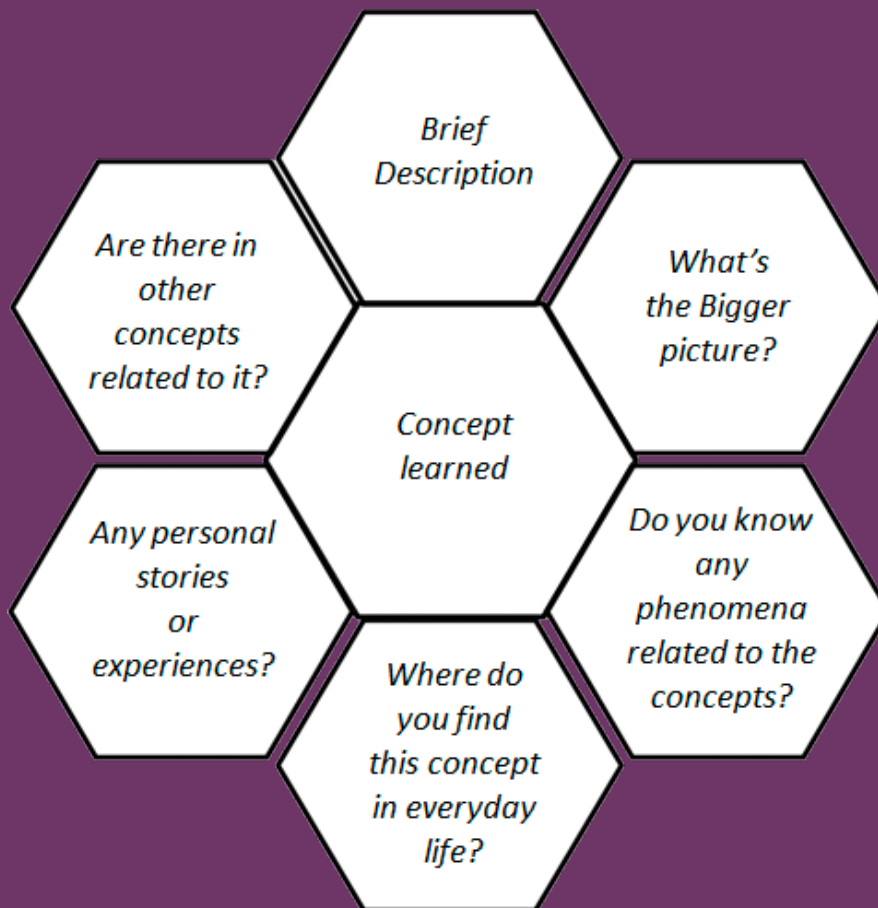 Brief
Description
Are there in
other
concepts
related to it?
What's
the Bigger
picture?
Concept
learned
Any personal
stories
or
experiences?
Do you know
any
phenomena
related to the
concepts?
Where do
you find
this concept
in everyday
life?